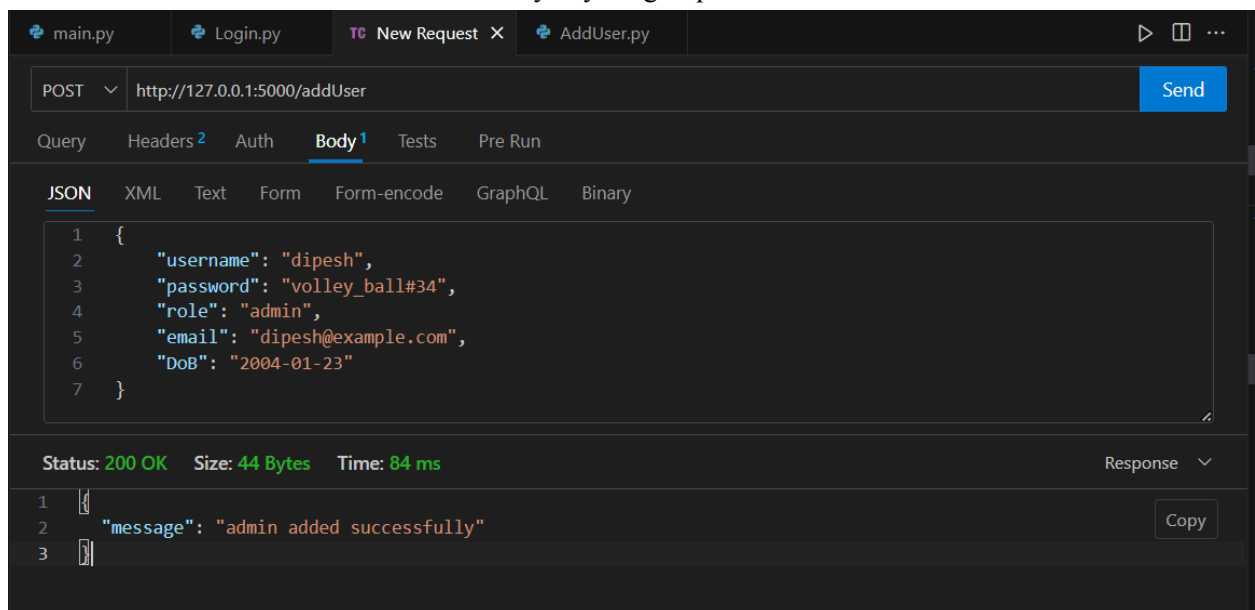 main.py Login.py TC New Request × AddUser.py
POST http://127.0.0.1:5000/addUser Send
Query Headers 2 Auth Body 1 Tests Pre Run
JSON XML Text Form Form-encode GraphQL Binary
1 {
2 "username": "dipesh",
3 "password": "volley_ball#34",
4 "role": "admin",
5 "email": "dipesh@example.com",
6 "DoB": "2004-01-23"
7 }
Status: 200 OK Size: 44 Bytes Time: 84 ms Response
1 {
2 "message": "admin added successfully"
Copy
3 }